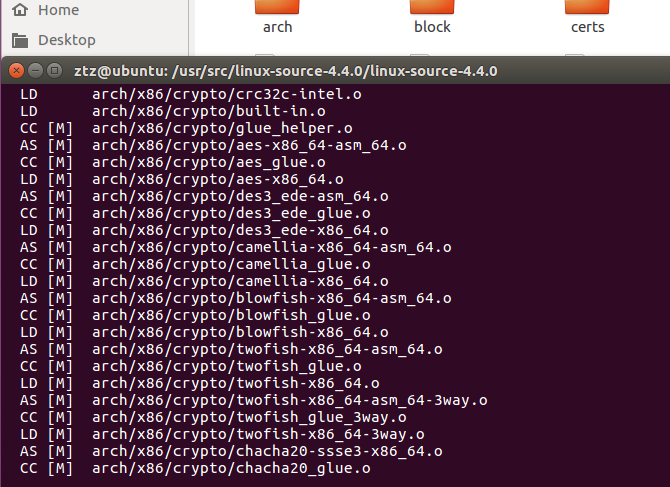 Home
Desktop
arch
block
certs
ztz@ubuntu: /usr/src/linux-source-4.4.0/linux-source-4.4.0
LD      arch/x86/crypto/crc32c-intel.o
LD      arch/x86/crypto/built-in.o
CC [M]  arch/x86/crypto/glue_helper.o
AS [M]  arch/x86/crypto/aes-x86_64-asm_64.o
CC [M]  arch/x86/crypto/aes_glue.o
LD [M]  arch/x86/crypto/aes-x86_64.o
AS [M]  arch/x86/crypto/des3_ede-asm_64.o
CC [M]  arch/x86/crypto/des3_ede_glue.o
LD [M]  arch/x86/crypto/des3_ede-x86_64.o
AS [M]  arch/x86/crypto/camellia-x86_64-asm_64.o
CC [M]  arch/x86/crypto/camellia_glue.o
LD [M]  arch/x86/crypto/camellia-x86_64.o
AS [M]  arch/x86/crypto/blowfish-x86_64-asm_64.o
CC [M]  arch/x86/crypto/blowfish_glue.o
LD [M]  arch/x86/crypto/blowfish-x86_64.o
AS [M]  arch/x86/crypto/twofish-x86_64-asm_64.o
CC [M]  arch/x86/crypto/twofish_glue.o
LD [M]  arch/x86/crypto/twofish-x86_64.o
AS [M]  arch/x86/crypto/twofish-x86_64-asm_64-3way.o
CC [M]  arch/x86/crypto/twofish_glue_3way.o
LD [M]  arch/x86/crypto/twofish-x86_64-3way.o
AS [M]  arch/x86/crypto/chacha20-ssse3-x86_64.o
CC [M]  arch/x86/crypto/chacha20_glue.o